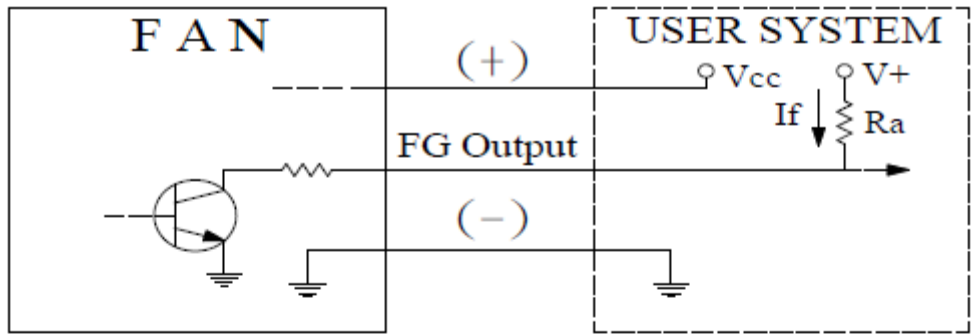 F A N
USER SYSTEM
(+)
Vcc
V+
If
Ra
FG Output
(-)